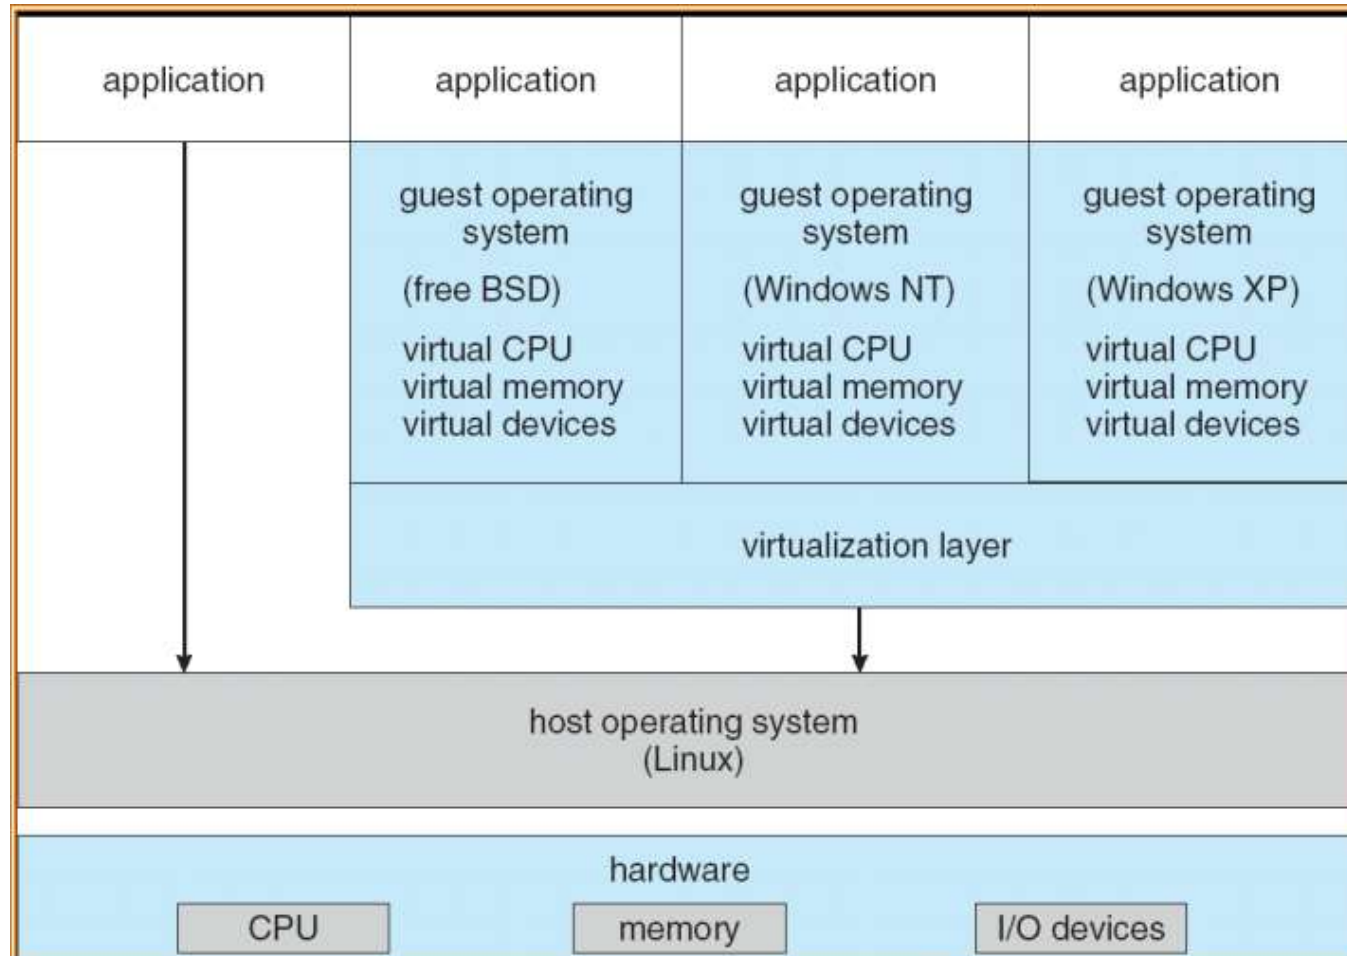 application
application
application
application
guest operating
system
(free BSD)
virtual CPU
virtual memory
virtual devices
guest operating
system
(Windows NT)
virtual CPU
virtual memory
virtual devices
guest operating
system
(Windows XP)
virtual CPU
virtual memory
virtual devices
virtualization layer
host operating system
(Linux)
hardware
CPU
memory
I/O devices